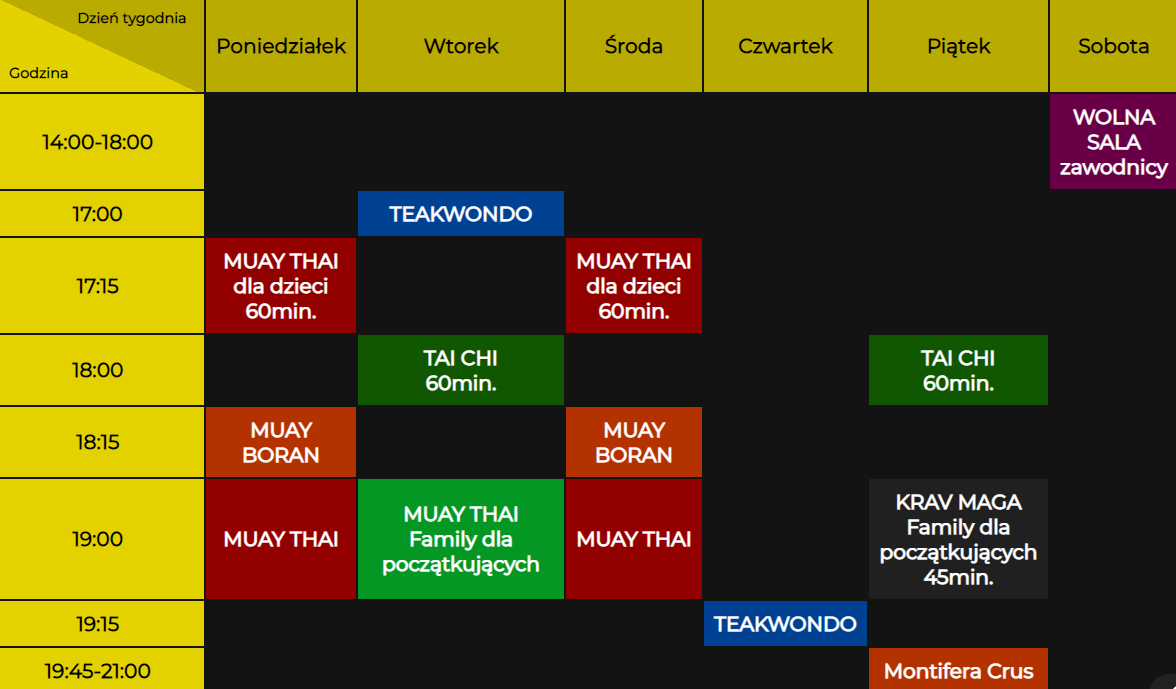 Dzień tygodnia
Godzina
Poniedziałek
Wtorek
Środa
Czwartek
Piątek
Sobota
14:00-18:00
WOLNA
SALA
zawodnicy
17:00
TEAKWONDO
17:15
MUAY THAI
dla dzieci
60min.
MUAY THAI
dla dzieci
60min.
18:00
TAI CHI
60min.
TAI CHI
60min.
18:15
MUAY
BORAN
MUAY
BORAN
19:00
MUAY THAI
MUAY THAI
Family dla
początkujących
MUAY THAI
KRAV MAGA
Family dla
początkujących
45min.
19:15
TEAKWONDO
19:45-21:00
Montifera Crus